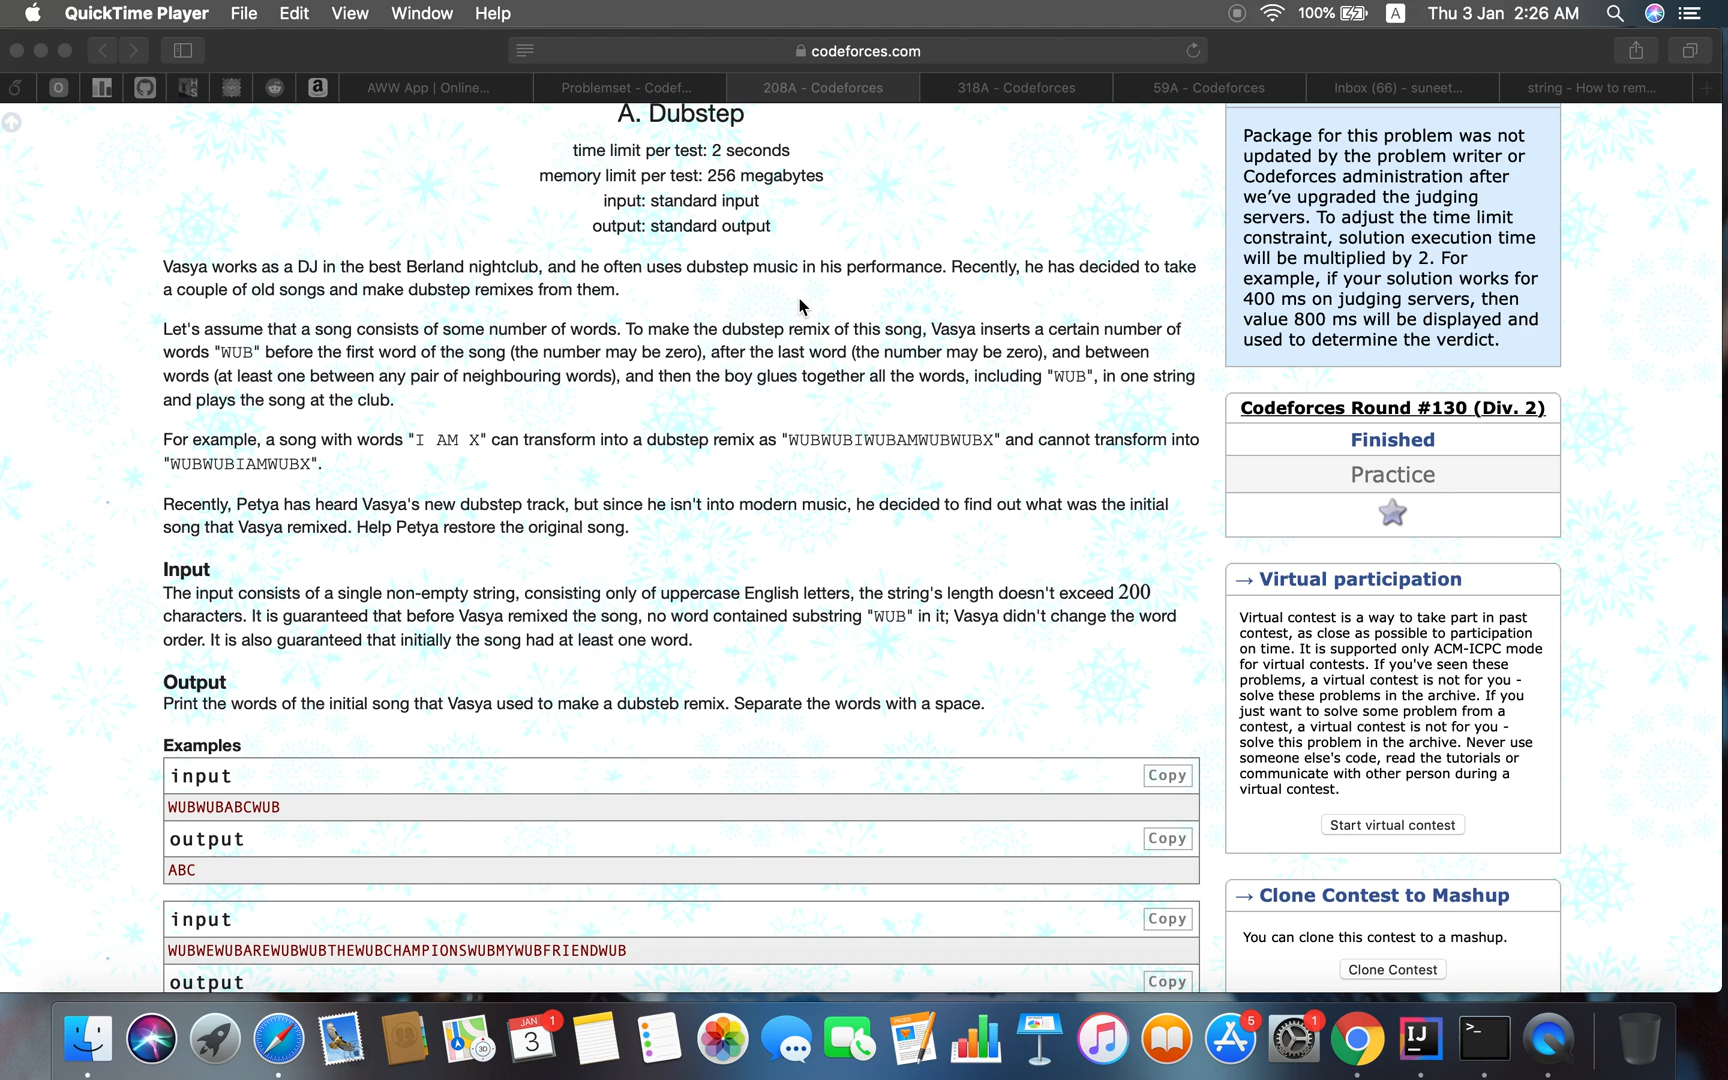 QuickTime Player File Edit View Window Help 100% A Thu 3 Jan 2:26 AM
codeforces.com
AWW App | Online... Problemset - Codef... 208A - Codeforces 318A - Codeforces 59A - Codeforces Inbox (66) - suneet... string - How to rem...
A. Dubstep
time limit per test: 2 seconds
memory limit per test: 256 megabytes
input: standard input
output: standard output
Vasya works as a DJ in the best Berland nightclub, and he often uses dubstep music in his performance. Recently, he has decided to take
a couple of old songs and make dubstep remixes from them.
Let's assume that a song consists of some number of words. To make the dubstep remix of this song, Vasya inserts a certain number of
words "WUB" before the first word of the song (the number may be zero), after the last word (the number may be zero), and between
words (at least one between any pair of neighbouring words), and then the boy glues together all the words, including "WUB", in one string
and plays the song at the club.
For example, a song with words "I AM X" can transform into a dubstep remix as "WUBWUBIWUBAMWUBWUBX" and cannot transform into
"WUBWUBIAMWUBX".
Recently, Petya has heard Vasya's new dubstep track, but since he isn't into modern music, he decided to find out what was the initial
song that Vasya remixed. Help Petya restore the original song.
Input
The input consists of a single non-empty string, consisting only of uppercase English letters, the string's length doesn't exceed 200
characters. It is guaranteed that before Vasya remixed the song, no word contained substring "WUB" in it; Vasya didn't change the word
order. It is also guaranteed that initially the song had at least one word.
Output
Print the words of the initial song that Vasya used to make a dubsteb remix. Separate the words with a space.
Examples
input Copy
WUBWUBABCWUB
output Copy
ABC
input Copy
WUBWEWUBAREWUBWUBTHEWUBCHAMPIONSWUBMYWUBFRIENDWUB
output Copy
Package for this problem was not
updated by the problem writer or
Codeforces administration after
we've upgraded the judging
servers. To adjust the time limit
constraint, solution execution time
will be multiplied by 2. For
example, if your solution works for
400 ms on judging servers, then
value 800 ms will be displayed and
used to determine the verdict.
Codeforces Round #130 (Div. 2)
Finished
Practice
→ Virtual participation
Virtual contest is a way to take part in past
contest, as close as possible to participation
on time. It is supported only ACM-ICPC mode
for virtual contests. If you've seen these
problems, a virtual contest is not for you -
solve these problems in the archive. If you
just want to solve some problem from a
contest, a virtual contest is not for you -
solve this problem in the archive. Never use
someone else's code, read the tutorials or
communicate with other person during a
virtual contest.
Start virtual contest
→ Clone Contest to Mashup
You can clone this contest to a mashup.
Clone Contest
JAN 1 5 1
3 3D IJ >_